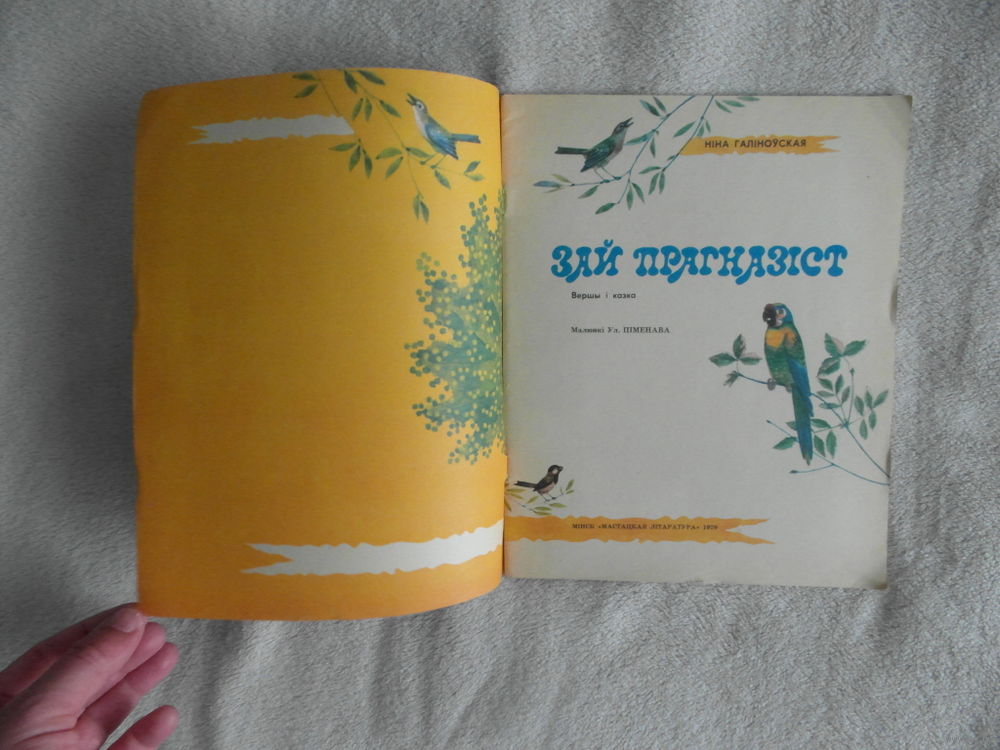 НІНА ГАЛІНОЎСКАЯ
ЗАЙ ПРАГНАЗІСТ
Вершы і казка
Малюнкі Ул. ПІМЕНАВА
МІНСК «МАСТАЦКАЯ ЛІТАРАТУРА» 1979